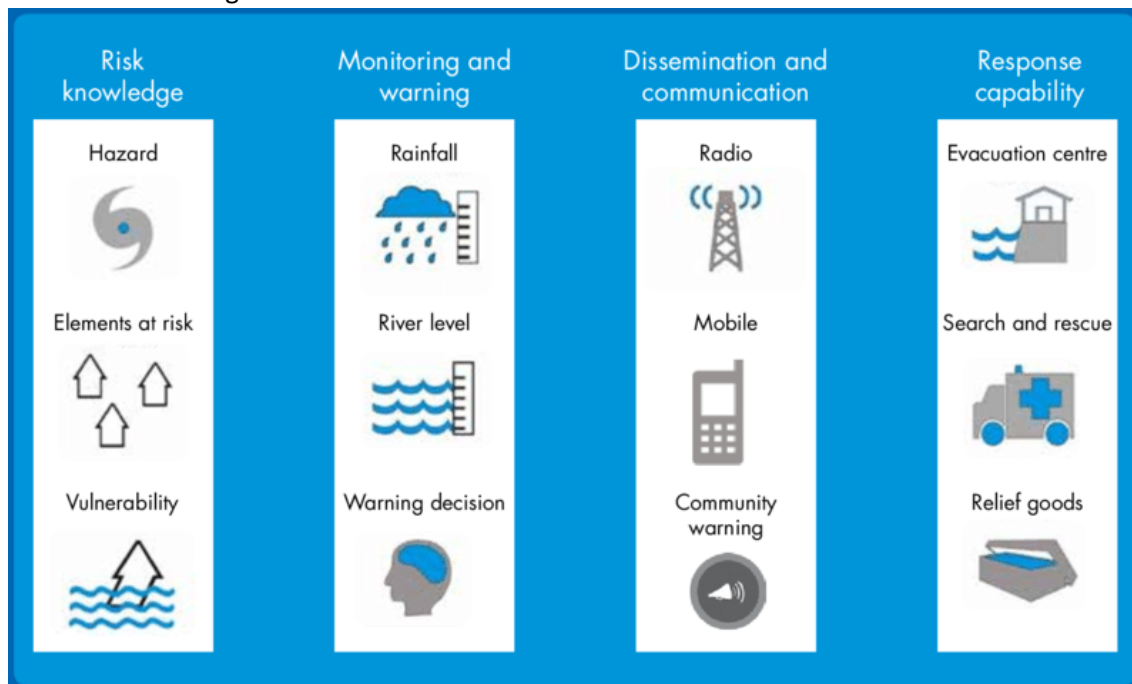 Risk
knowledge
Hazard
Elements at risk
Vulnerability
Monitoring and
warning
Rainfall
River level
Warning decision
Dissemination and
communication
Radio
Mobile
Community
warning
Response
capability
Evacuation centre
Search and rescue
Relief goods